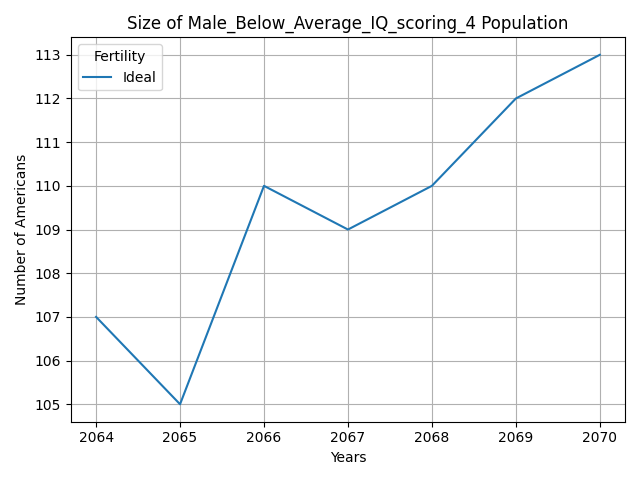 Size of Male_Below_Average_IQ_scoring_4 Population
Fertility
Ideal
Number of Americans
113
112
111
110
109
108
107
106
105
2064 2065 2066 2067 2068 2069 2070
Years